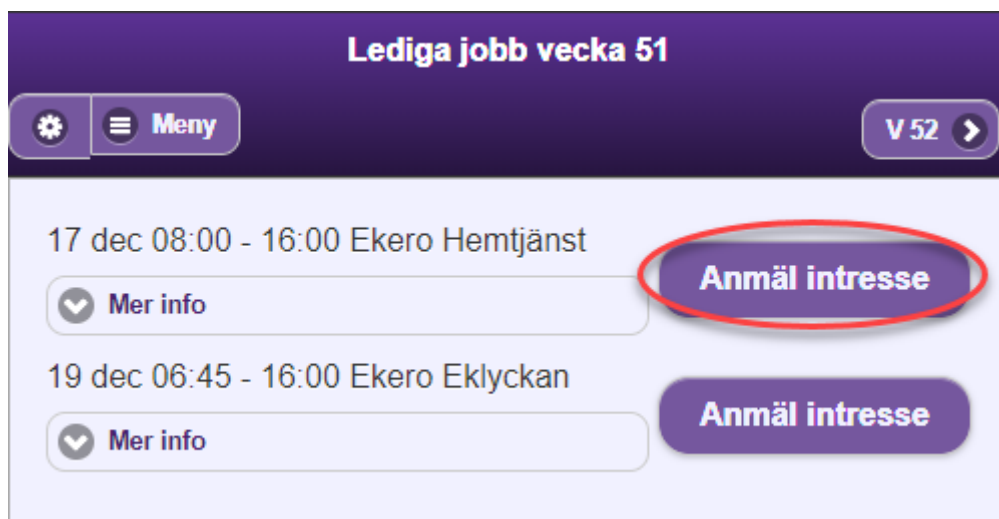 Lediga jobb vecka 51
Meny
V 52
17 dec 08:00 - 16:00 Ekero Hemtjänst
Anmäl intresse
Mer info
19 dec 06:45 - 16:00 Ekero Eklyckan
Anmäl intresse
Mer info